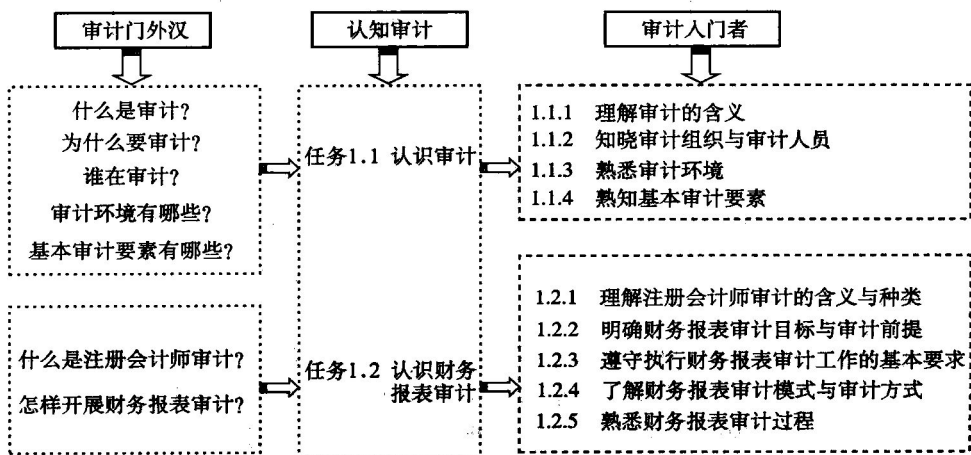 审计门外汉
认知审计
审计入门者
什么是审计?
为什么要审计?
谁在审计?
审计环境有哪些?
基本审计要素有哪些?
任务1.1 认识审计
1.1.1 理解审计的含义
1.1.2 知晓审计组织与审计人员
1.1.3 熟悉审计环境
1.1.4 熟知基本审计要素
什么是注册会计师审计?
怎样开展财务报表审计?
任务1.2 认识财务
报表审计
1.2.1 理解注册会计师审计的含义与种类
1.2.2 明确财务报表审计目标与审计前提
1.2.3 遵守执行财务报表审计工作的基本要求
1.2.4 了解财务报表审计模式与审计方式
1.2.5 熟悉财务报表审计过程